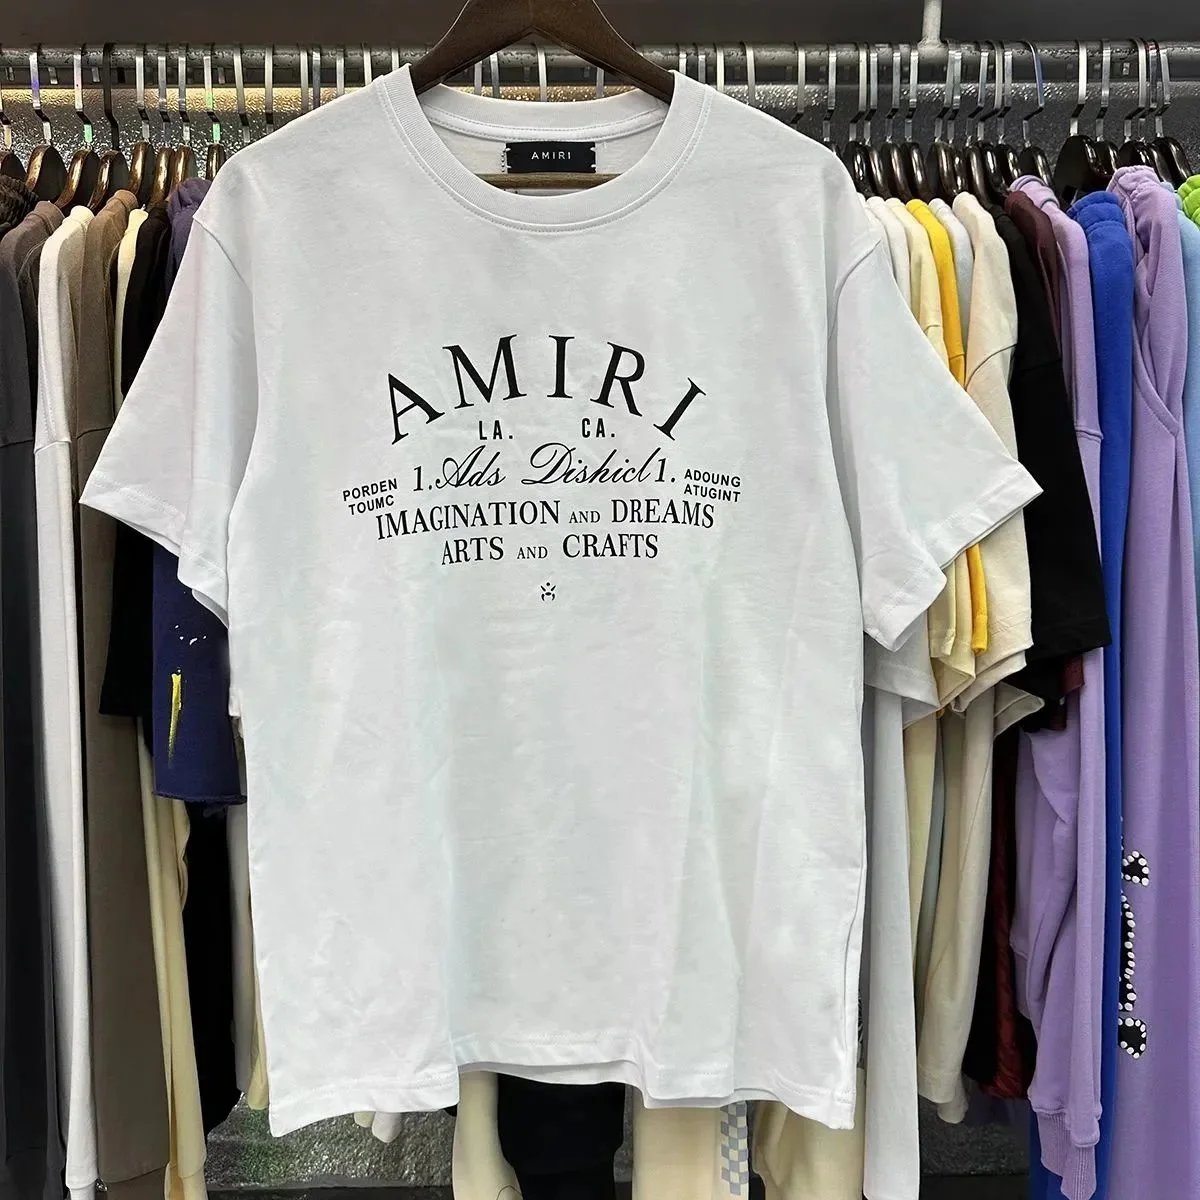 AMIRI
AMIRI
LA. CA.
1. Ads Dishicl 1.
PORDEN
TOUMC
ADOUNG
ATUGINT
IMAGINATION AND DREAMS
ARTS AND CRAFTS